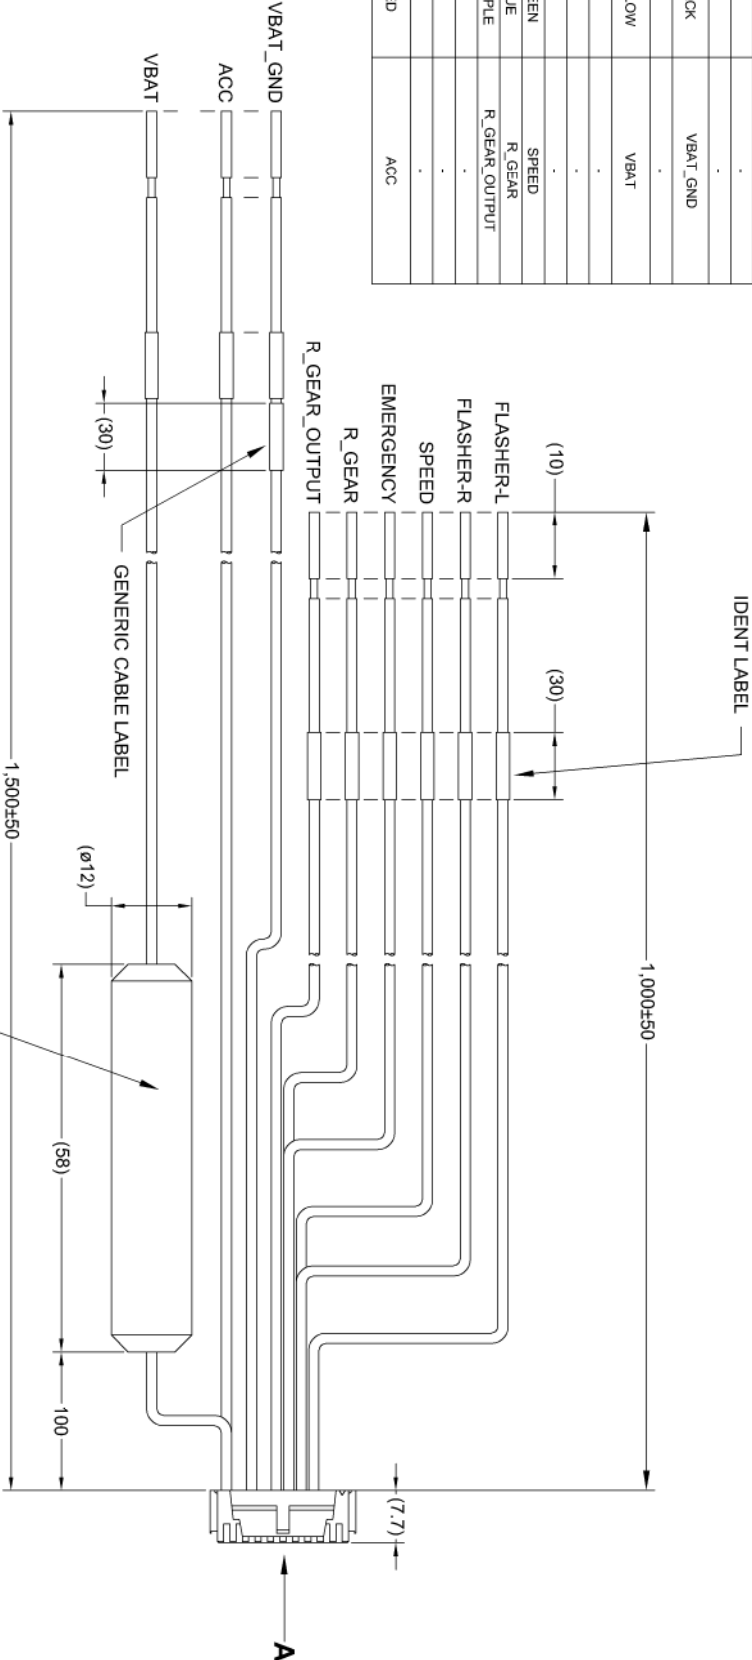 -
-
CK VBAT_GND
-
LOW VBAT
-
-
-
EEN SPEED
UE R_GEAR
PLE R_GEAR_OUTPUT
-
-
-
ED ACC
IDENT LABEL
1,000±50
(10)
(30)
FLASHER-L
FLASHER-R
SPEED
EMERGENCY
R_GEAR
R_GEAR_OUTPUT
(7.7)
A
VBAT_GND
ACC
VBAT
(30)
GENERIC CABLE LABEL
(ø12)
(58)
100
1,500±50